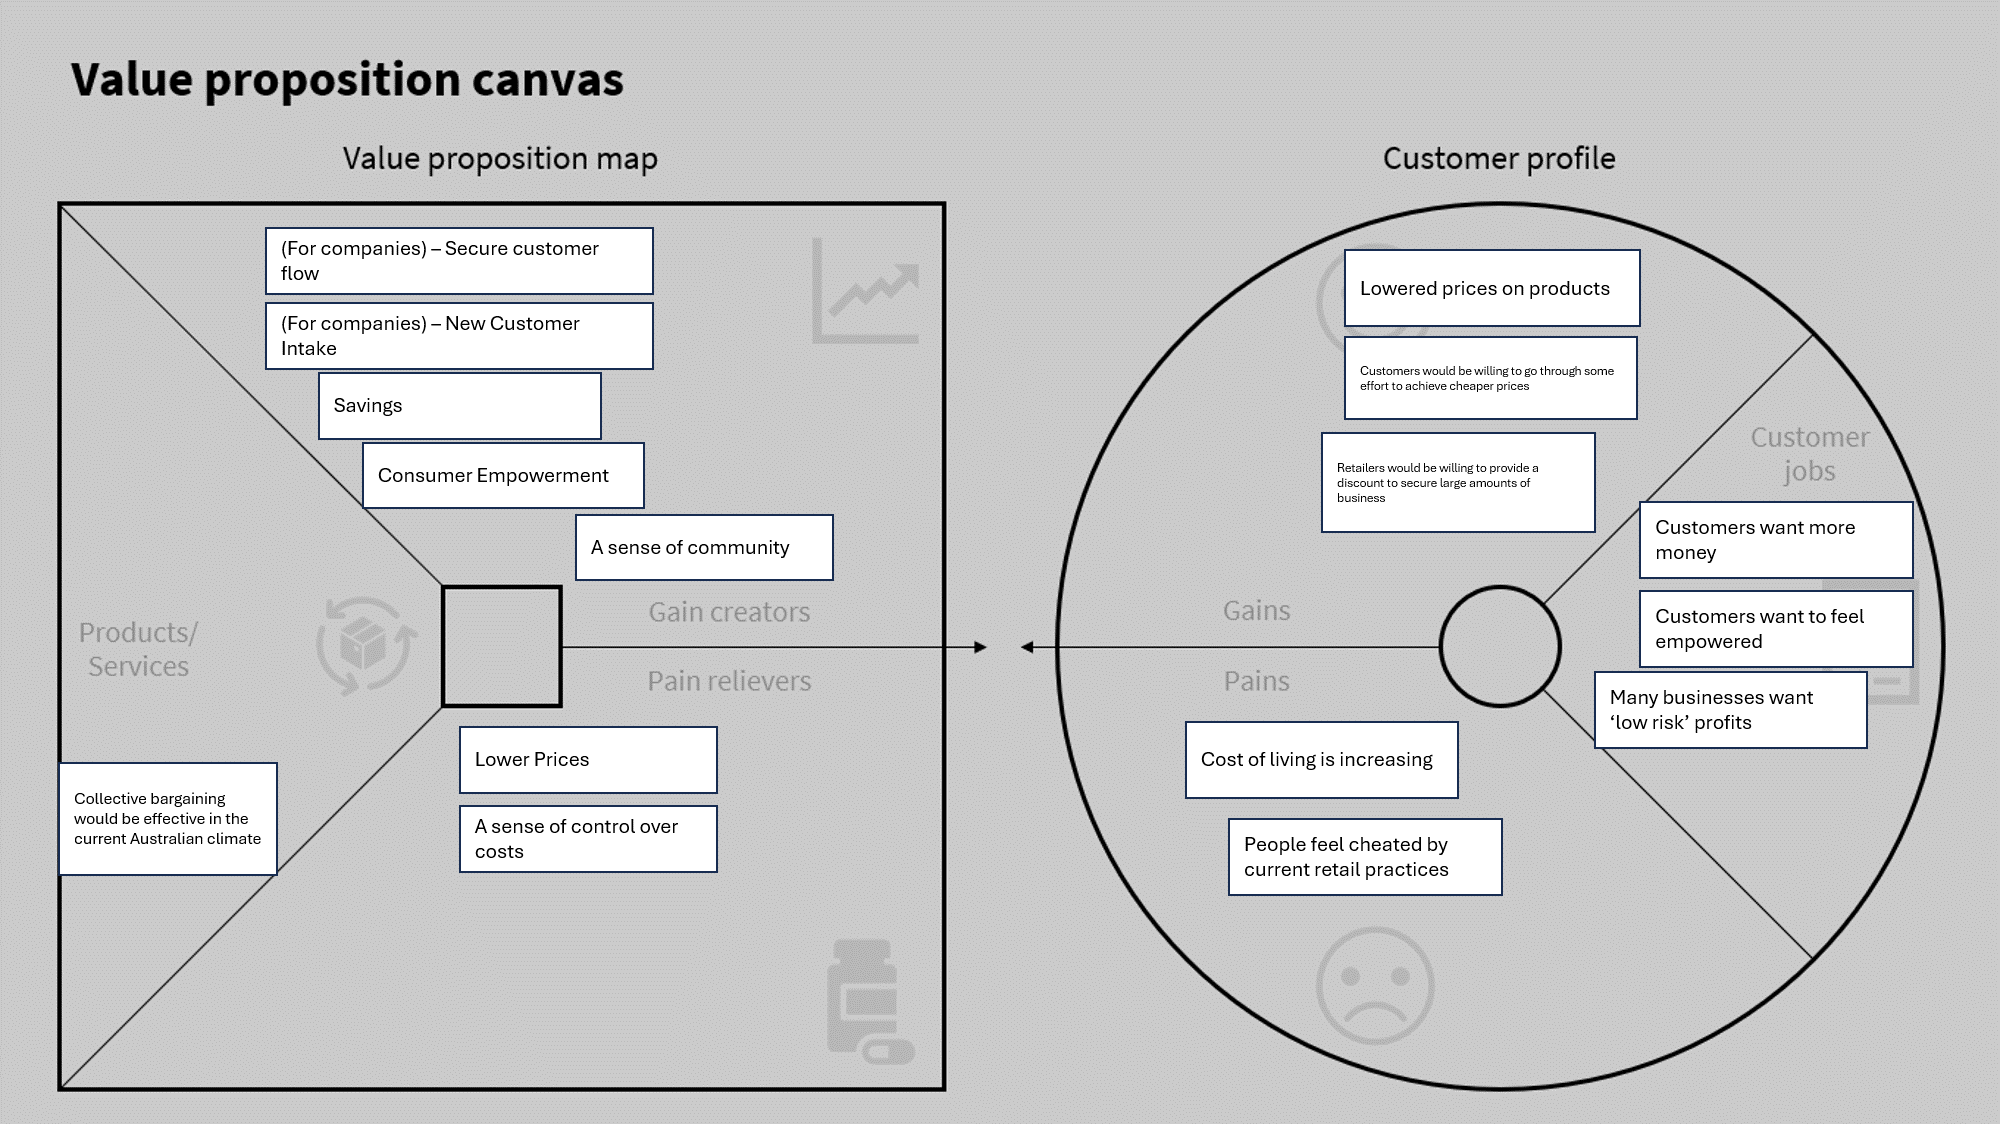 Value proposition canvas
Value proposition map
(For companies) – Secure customer
flow
(For companies) – New Customer
Intake
Savings
Consumer Empowerment
A sense of community
Gain creators
Products/
Services
Pain relievers
Lower Prices
A sense of control over
costs
Collective bargaining
would be effective in the
current Australian climate
Customer profile
Lowered prices on products
Customers would be willing to go through some
effort to achieve cheaper prices
Retailers would be willing to provide a
discount to secure large amounts of
business
Customer
jobs
Customers want more
money
Customers want to feel
empowered
Many businesses want
‘low risk’ profits
Gains
Pains
Cost of living is increasing
People feel cheated by
current retail practices